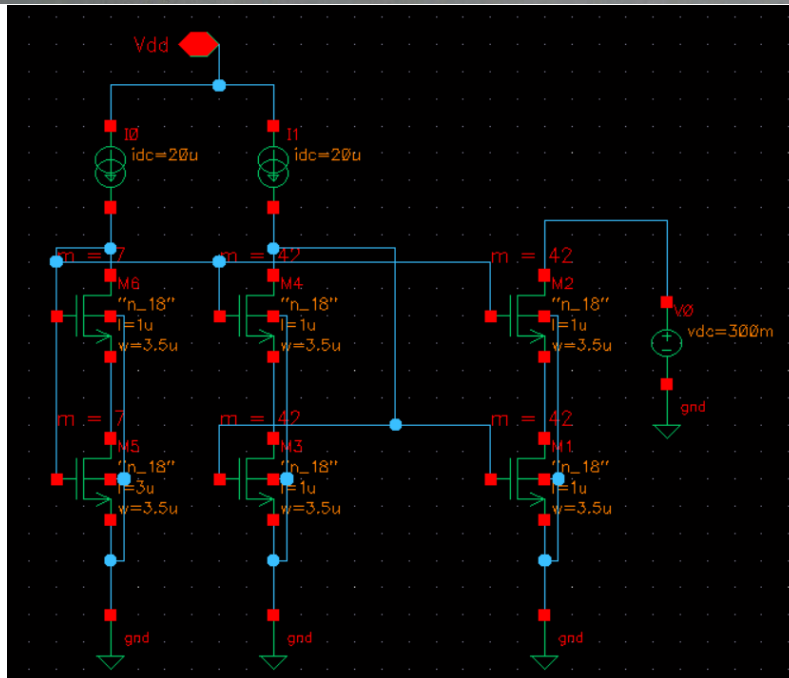 Vdd
I0
idc=20u
I1
idc=20u
m = 7
M6
"n_18"
l=1u
w=3.5u
m = 42
M4
"n_18"
l=1u
w=3.5u
m = 42
M2
"n_18"
l=1u
w=3.5u
V0
vdc=300m
gnd
m = 7
M5
"n_18"
l=3u
w=3.5u
m = 42
M3
"n_18"
l=1u
w=3.5u
m = 42
M1
"n_18"
l=1u
w=3.5u
gnd
gnd
gnd